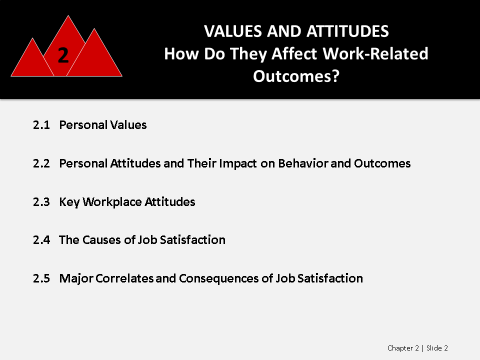 2
VALUES AND ATTITUDES
How Do They Affect Work-Related
Outcomes?
2.1 Personal Values
2.2 Personal Attitudes and Their Impact on Behavior and Outcomes
2.3 Key Workplace Attitudes
2.4 The Causes of Job Satisfaction
2.5 Major Correlates and Consequences of Job Satisfaction
Chapter 2 | Slide 2